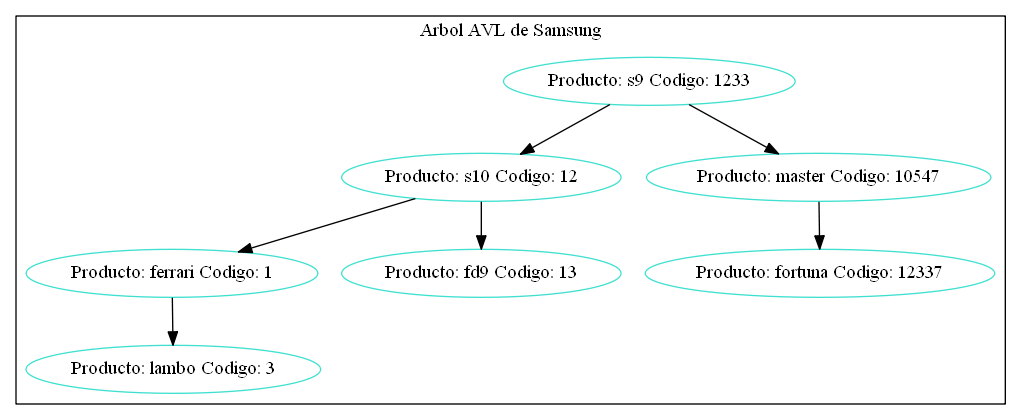 Arbol AVL de Samsung
Producto: s9 Codigo: 1233
Producto: s10 Codigo: 12
Producto: master Codigo: 10547
Producto: ferrari Codigo: 1
Producto: fd9 Codigo: 13
Producto: fortuna Codigo: 12337
Producto: lambo Codigo: 3